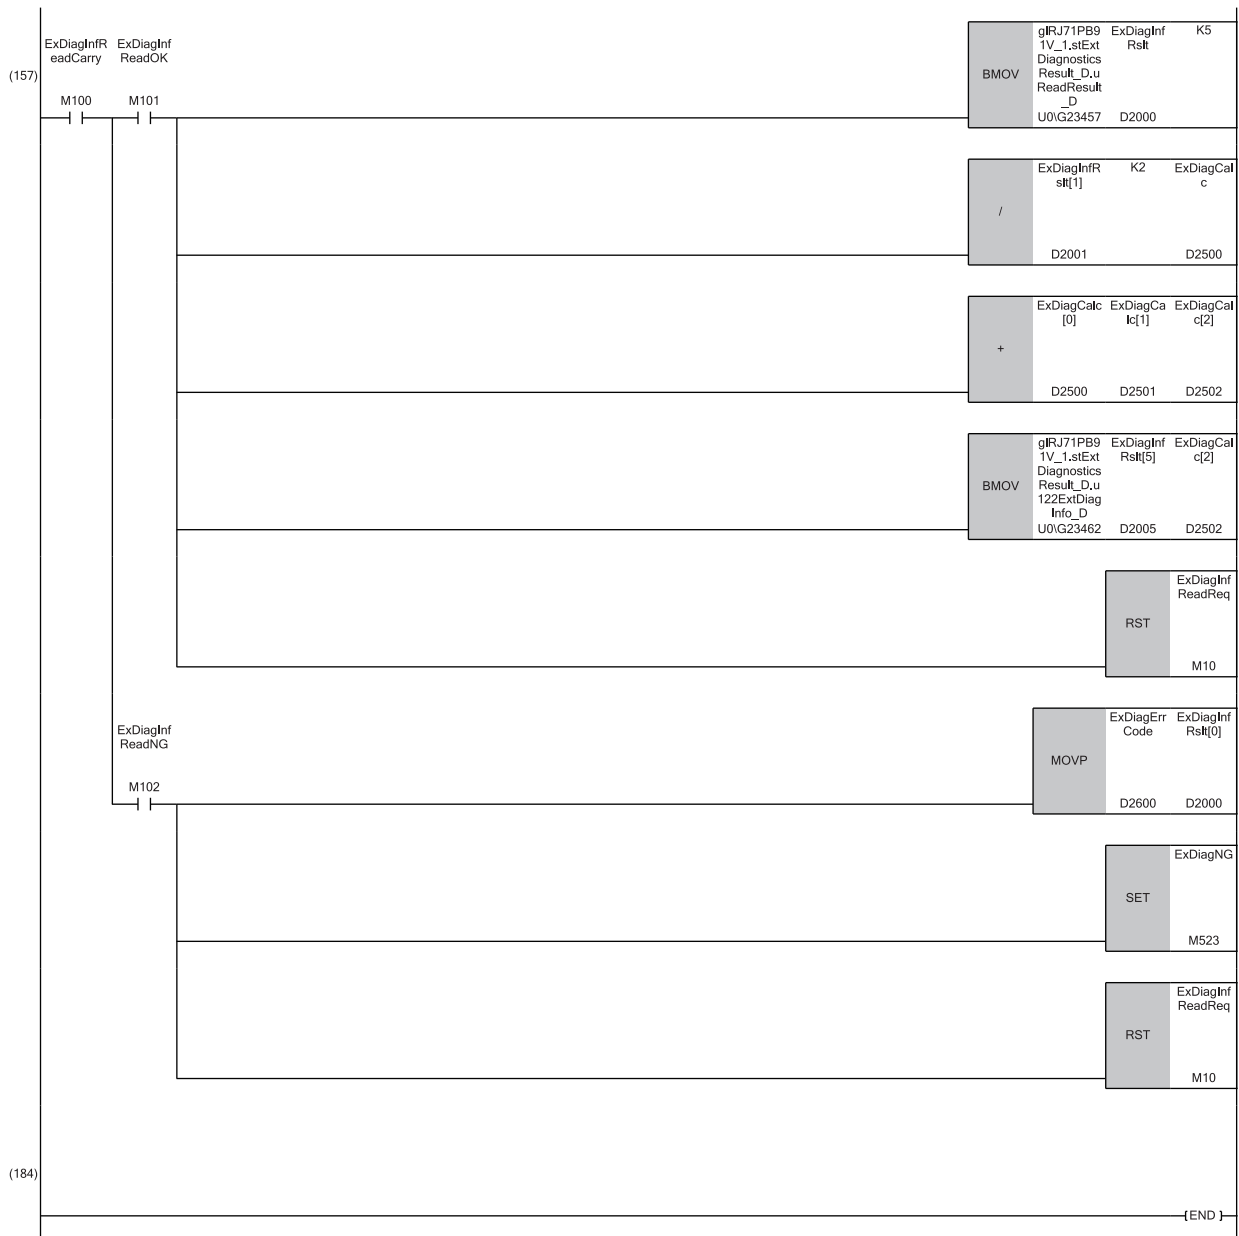 (157)
ExDiagInfR
eadCarry
M100
ExDiagInf
ReadOK
M101
BMOV
gIRJ71PB9
1V_1.stExt
Diagnostics
Result_D.u
ReadResult
_D
U0\G23457
ExDiagInf
Rslt
D2000
K5
/
ExDiagInfR
slt[1]
D2001
K2
ExDiagCal
c
D2500
+
ExDiagCalc
[0]
D2500
ExDiagCa
lc[1]
D2501
ExDiagCal
c[2]
D2502
BMOV
gIRJ71PB9
1V_1.stExt
Diagnostics
Result_D.u
122ExtDiag
Info_D
U0\G23462
ExDiagInf
Rslt[5]
D2005
ExDiagCal
c[2]
D2502
RST
ExDiagInf
ReadReq
M10
ExDiagInf
ReadNG
M102
MOVP
ExDiagErr
Code
D2600
ExDiagInf
Rslt[0]
D2000
SET
ExDiagNG
M523
RST
ExDiagInf
ReadReq
M10
(184)
[END]